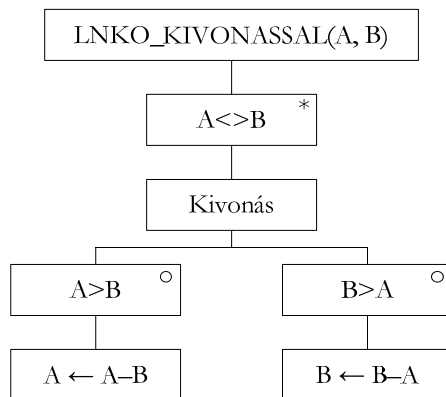 LNKO_KIVONASSAL(A, B)
A<>B *
Kivonás
A>B
B>A
A ← A–B
B ← B–A